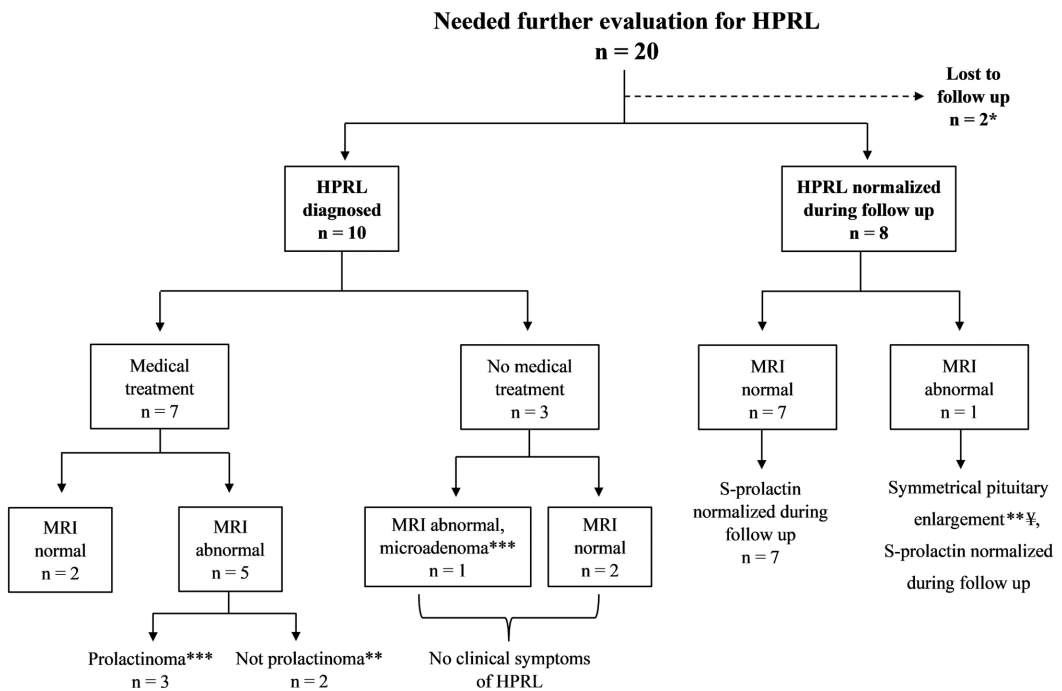 Needed further evaluation for HPRL
n = 20
Lost to
follow up
n = 2*
HPRL
diagnosed
n = 10
HPRL normalized
during follow up
n = 8
Medical
treatment
n = 7
No medical
treatment
n = 3
MRI
normal
n = 7
MRI
abnormal
n = 1
MRI
normal
n = 2
MRI
abnormal
n = 5
MRI abnormal,
microadenoma***
n = 1
MRI
normal
n = 2
S-prolactin
normalized during
follow up
n = 7
Symmetrical pituitary
enlargement**¥,
S-prolactin normalized
during follow up
Prolactinoma***
n = 3
Not prolactinoma**
n = 2
No clinical symptoms
of HPRL